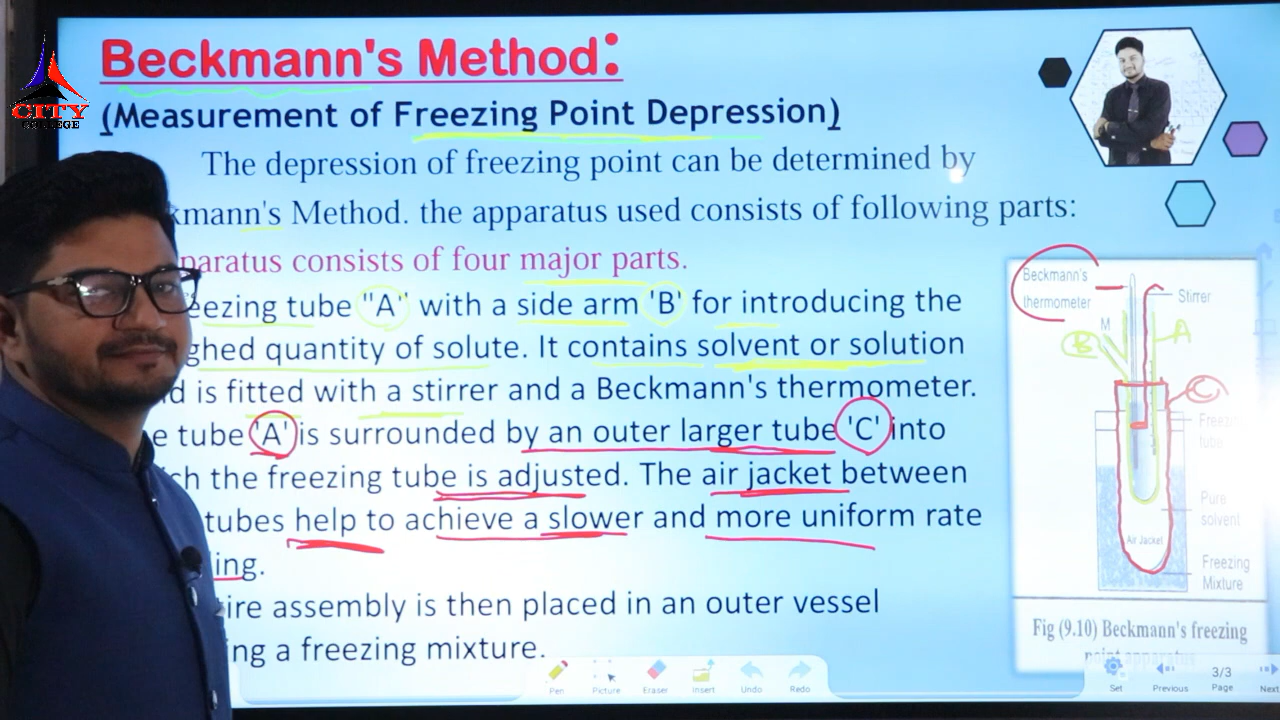 CITY
Beckmann's Method:
(Measurement of Freezing Point Depression)
The depression of freezing point can be determined by
kmann's Method. the apparatus used consists of following parts:
paratus consists of four major parts.
eezing tube "A" with a side arm 'B' for introducing the
ghed quantity of solute. It contains solvent or solution
d is fitted with a stirrer and a Beckmann's thermometer.
e tube 'A' is surrounded by an outer larger tube 'C' into
ch the freezing tube is adjusted. The air jacket between
tubes help to achieve a slower and more uniform rate
ling.
ire assembly is then placed in an outer vessel
ng a freezing mixture.
Beckmann's
thermometer
Stirrer
M
B
A
C
Freezing
tube
Pure
solvent
Air Jacket
Freezing
Mixture
Fig (9.10) Beckmann's freezing
point apparatus
Pen
Picture
Eraser
Insert
Undo
Redo
Set
Previous
3/3
Page
Next